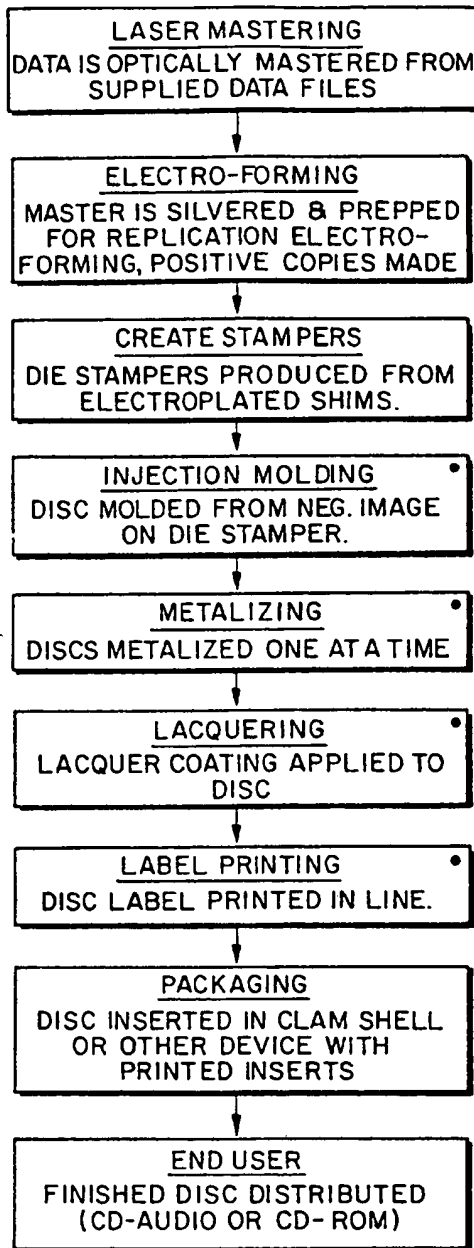 LASER MASTERING
DATA IS OPTICALLY MASTERED FROM
SUPPLIED DATA FILES
ELECTRO-FORMING
MASTER IS SILVERED & PREPPED
FOR REPLICATION ELECTRO-
FORMING, POSITIVE COPIES MADE
CREATE STAMPERS
DIE STAMPERS PRODUCED FROM
ELECTROPLATED SHIMS.
INJECTION MOLDING
DISC MOLDED FROM NEG. IMAGE
ON DIE STAMPER.
METALIZING
DISCS METALIZED ONE AT A TIME
LACQUERING
LACQUER COATING APPLIED TO
DISC
LABEL PRINTING
DISC LABEL PRINTED IN LINE.
PACKAGING
DISC INSERTED IN CLAM SHELL
OR OTHER DEVICE WITH
PRINTED INSERTS
END USER
FINISHED DISC DISTRIBUTED
(CD-AUDIO OR CD-ROM)